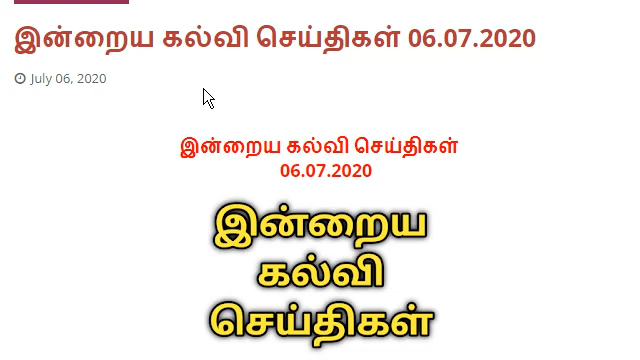 இன்றைய கல்வி செய்திகள் 06.07.2020
July 06, 2020
இன்றைய கல்வி செய்திகள்
06.07.2020
இன்றைய
கல்வி
செய்திகள்